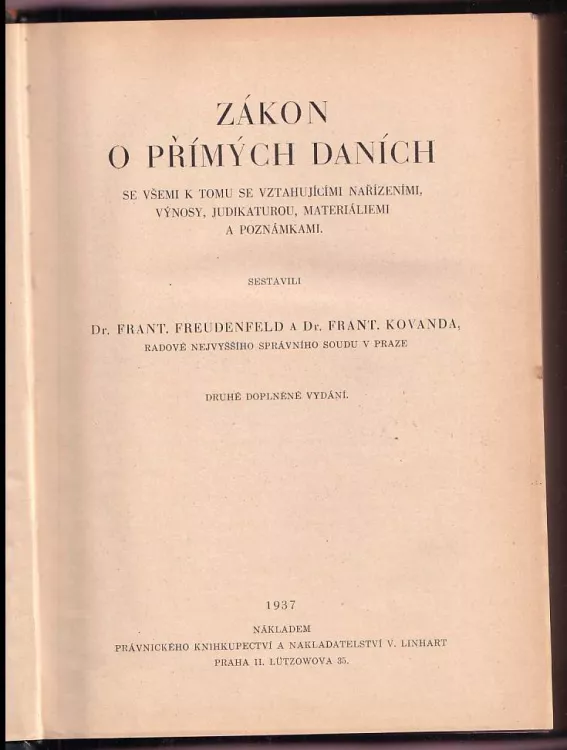 ZÁKON
O PŘÍMÝCH DANÍCH
SE VŠEMI K TOMU SE VZTAHUJÍCÍMI NAŘÍZENÍMI,
VÝNOSY, JUDIKATUROU, MATERIÁLIEMI
A POZNÁMKAMI.
SESTAVILI
Dr. FRANT. FREUDENFELD A Dr. FRANT. KOVANDA,
RADOVÉ NEJVYŠŠÍHO SPRÁVNÍHO SOUDU V PRAZE
DRUHÉ DOPLNĚNÉ VYDÁNÍ.
1937
NÁKLADEM
PRÁVNICKÉHO KNIHKUPECTVÍ A NAKLADATELSTVÍ V. LINHART
PRAHA II. LÜTZOWOVA 35.